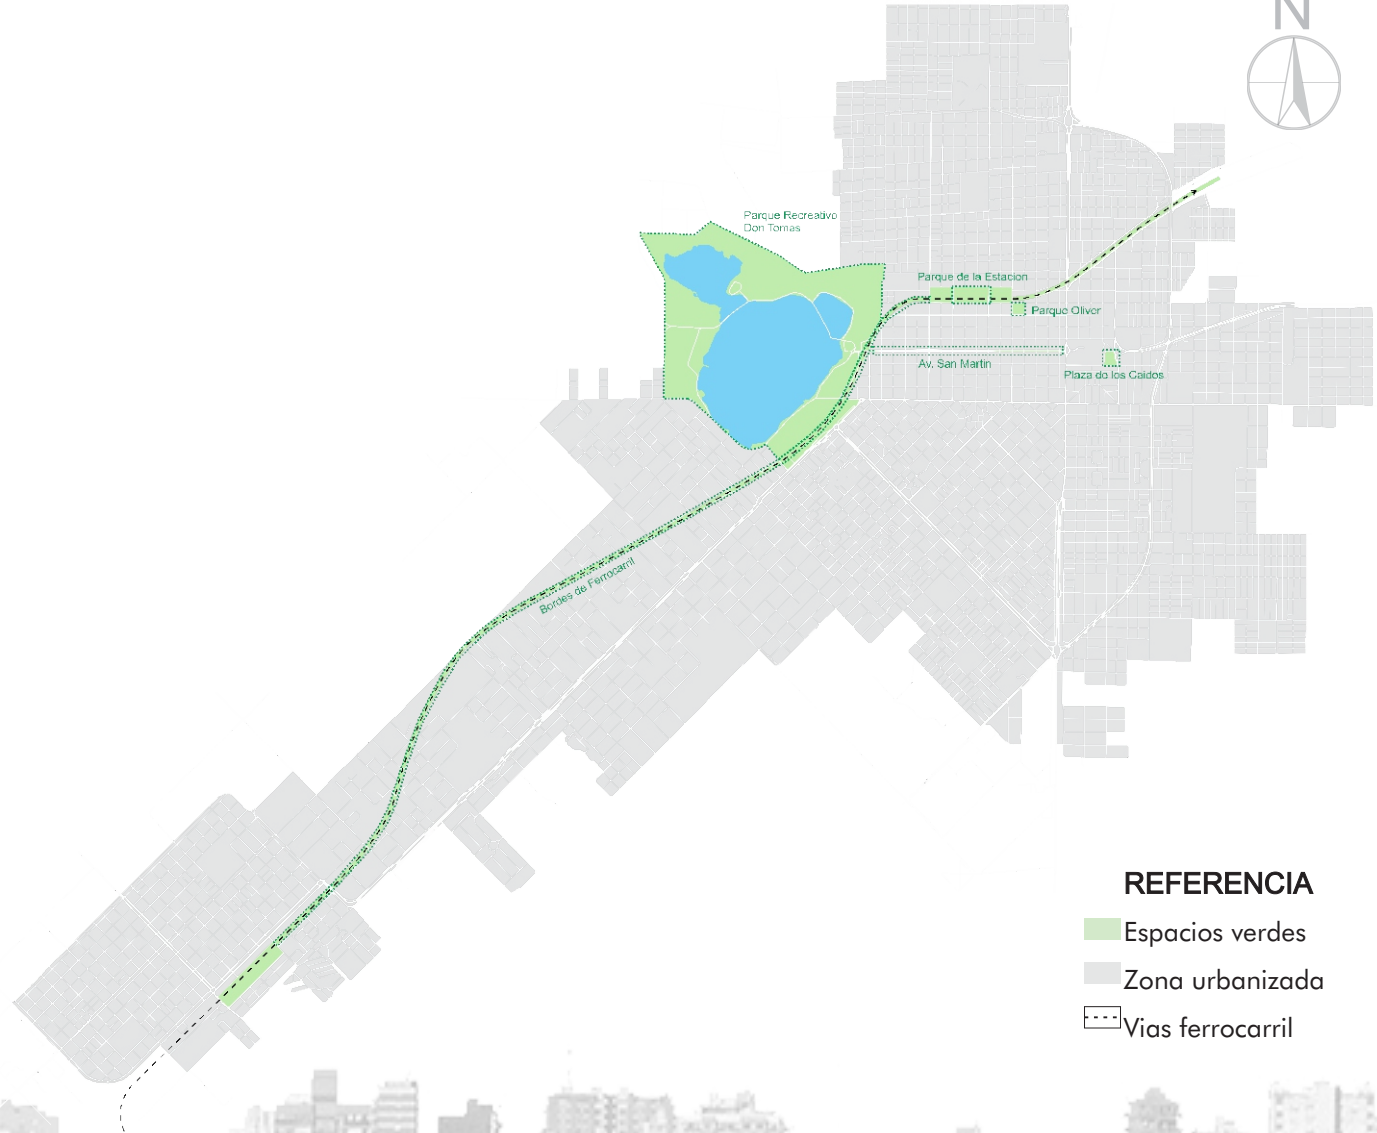 N
Parque Recreativo
Don Tomas
Parque de la Estacion
Parque Oliver
Av. San Martin
Plaza de los Caidos
Bordes de Ferrocarril
REFERENCIA
Espacios verdes
Zona urbanizada
Vias ferrocarril